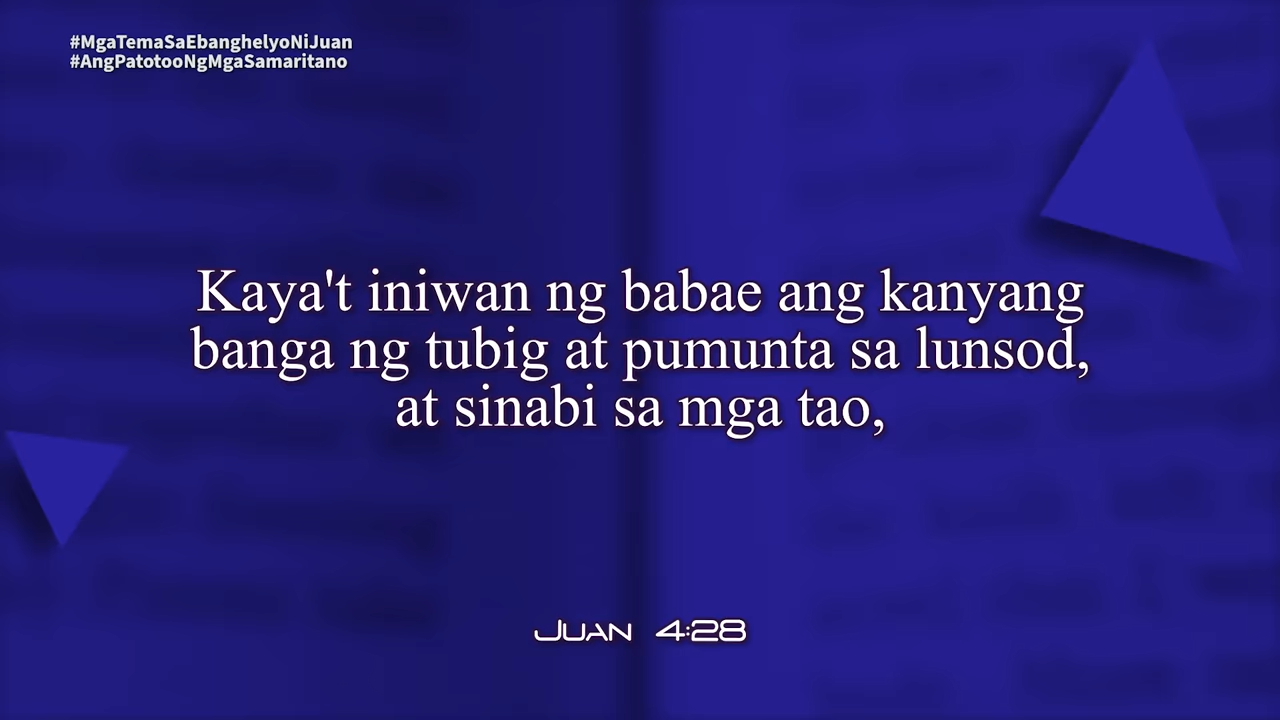 #MgaTemaSaEbanghelyoNiJuan
#AngPatotooNgMgaSamaritano
Kaya't iniwan ng babae ang kanyang
banga ng tubig at pumunta sa lunsod,
at sinabi sa mga tao,
Juan 4:28